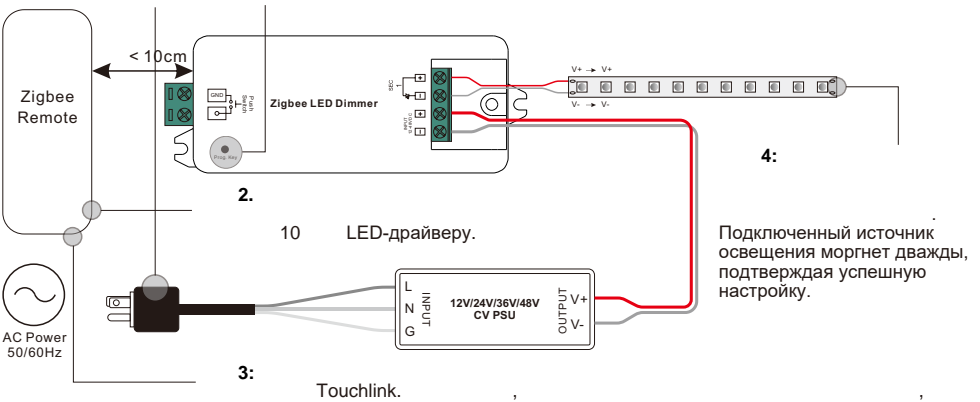 < 10cm
Zigbee
Remote
GND
Push
Switch
Zigbee LED Dimmer
Prog. Key
SEC
V+ → V+
V- → V-
4:
2.
10 LED-драйверу.
.
Подключенный источник
освещения моргнет дважды,
подтверждая успешную
настройку.
AC Power
50/60Hz
L
N
G
INPUT
12V/24V/36V/48V
CV PSU
OUTPUT
V+
V-
3:
Touchlink. , ,